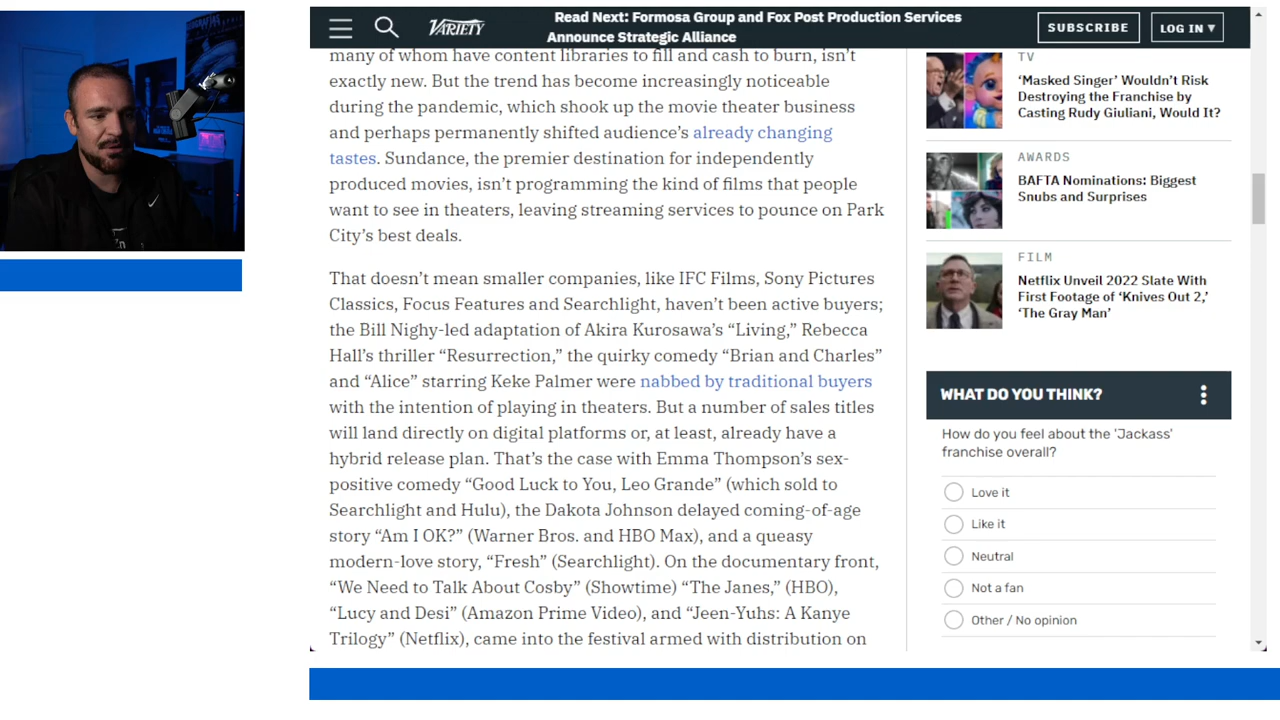 VARIETY
Read Next: Formosa Group and Fox Post Production Services
Announce Strategic Alliance
SUBSCRIBE
LOG IN ▾
many of whom have content libraries to fill and cash to burn, isn’t
exactly new. But the trend has become increasingly noticeable
during the pandemic, which shook up the movie theater business
and perhaps permanently shifted audience’s already changing
tastes. Sundance, the premier destination for independently
produced movies, isn’t programming the kind of films that people
want to see in theaters, leaving streaming services to pounce on Park
City’s best deals.
That doesn’t mean smaller companies, like IFC Films, Sony Pictures
Classics, Focus Features and Searchlight, haven’t been active buyers;
the Bill Nighy-led adaptation of Akira Kurosawa’s “Living,” Rebecca
Hall’s thriller “Resurrection,” the quirky comedy “Brian and Charles”
and “Alice” starring Keke Palmer were nabbed by traditional buyers
with the intention of playing in theaters. But a number of sales titles
will land directly on digital platforms or, at least, already have a
hybrid release plan. That’s the case with Emma Thompson’s sex-
positive comedy “Good Luck to You, Leo Grande” (which sold to
Searchlight and Hulu), the Dakota Johnson delayed coming-of-age
story “Am I OK?” (Warner Bros. and HBO Max), and a queasy
modern-love story, “Fresh” (Searchlight). On the documentary front,
“We Need to Talk About Cosby” (Showtime) “The Janes,” (HBO),
“Lucy and Desi” (Amazon Prime Video), and “Jeen-Yuhs: A Kanye
Trilogy” (Netflix), came into the festival armed with distribution on
TV
‘Masked Singer’ Wouldn’t Risk
Destroying the Franchise by
Casting Rudy Giuliani, Would It?
AWARDS
BAFTA Nominations: Biggest
Snubs and Surprises
FILM
Netflix Unveil 2022 Slate With
First Footage of ‘Knives Out 2,’
‘The Gray Man’
WHAT DO YOU THINK?
How do you feel about the 'Jackass'
franchise overall?
Love it
Like it
Neutral
Not a fan
Other / No opinion